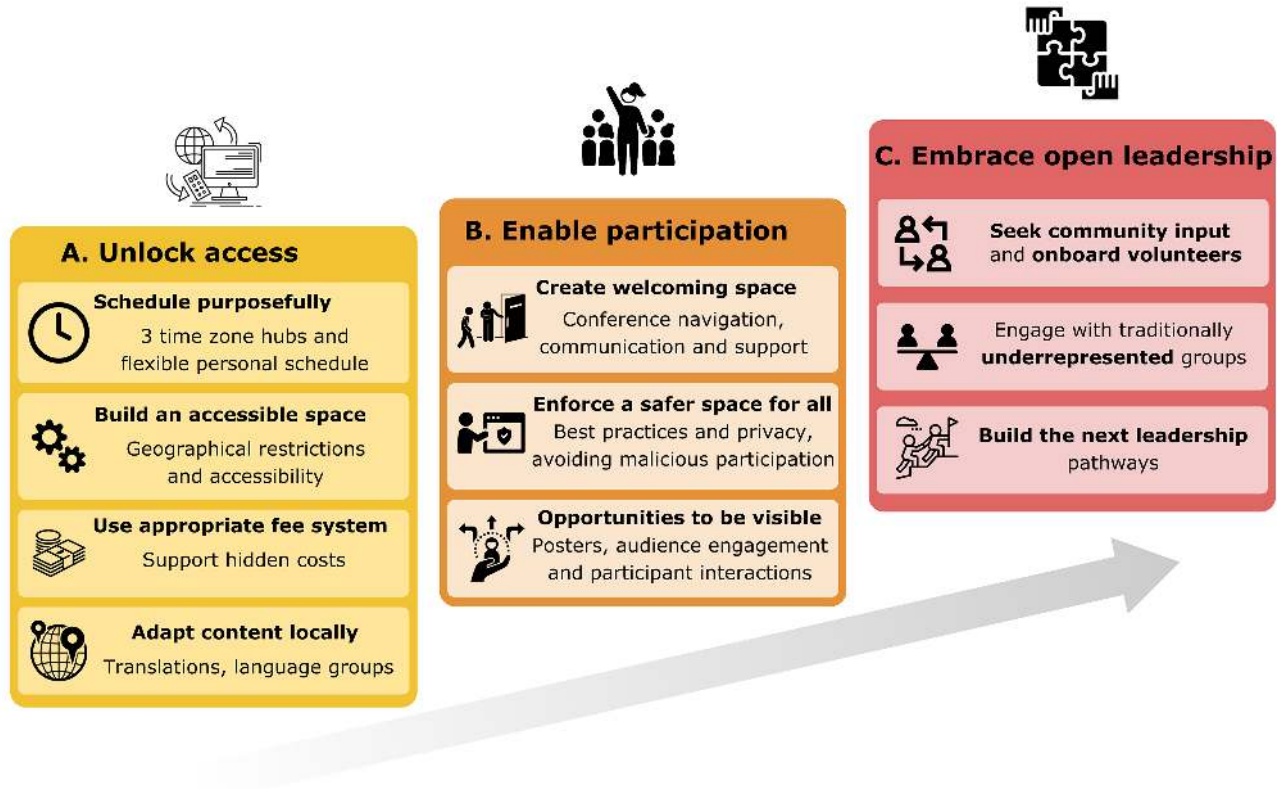 A. Unlock access
Schedule purposefully
3 time zone hubs and
flexible personal schedule
Build an accessible space
Geographical restrictions
and accessibility
Use appropriate fee system
Support hidden costs
Adapt content locally
Translations, language groups
B. Enable participation
Create welcoming space
Conference navigation,
communication and support
Enforce a safer space for all
Best practices and privacy,
avoiding malicious participation
Opportunities to be visible
Posters, audience engagement
and participant interactions
C. Embrace open leadership
Seek community input
and onboard volunteers
Engage with traditionally
underrepresented groups
Build the next leadership
pathways